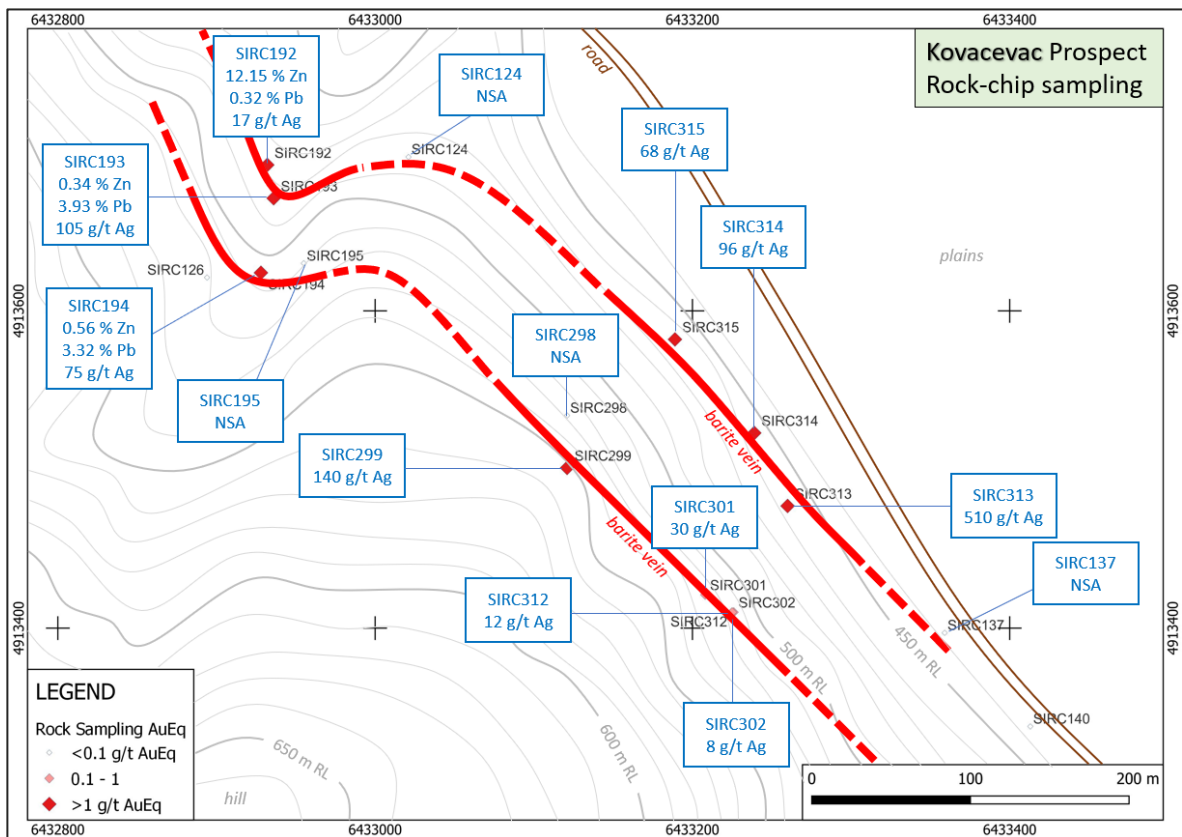 6432800
6433000
6433200
6433400
Kovacevac Prospect
Rock-chip sampling
road
SIRC192
12.15 % Zn
0.32 % Pb
17 g/t Ag
SIRC124
NSA
SIRC315
68 g/t Ag
SIRC192
SIRC124
SIRC193
0.34 % Zn
3.93 % Pb
105 g/t Ag
SIRC193
SIRC314
96 g/t Ag
SIRC126
SIRC195
SIRC194
plains
4913600
4913600
SIRC194
0.56 % Zn
3.32 % Pb
75 g/t Ag
SIRC298
NSA
SIRC315
SIRC195
NSA
SIRC298
SIRC314
barite vein
SIRC299
140 g/t Ag
SIRC299
SIRC301
30 g/t Ag
SIRC313
SIRC313
510 g/t Ag
barite vein
SIRC137
NSA
SIRC312
12 g/t Ag
SIRC301
SIRC302
SIRC312
SIRC137
4913400
4913400
450 m RL
500 m RL
SIRC302
8 g/t Ag
600 m RL
650 m RL
SIRC140
hill
LEGEND
Rock Sampling AuEq
<0.1 g/t AuEq
0.1 - 1
>1 g/t AuEq
0
100
200 m
6432800
6433000
6433200
6433400